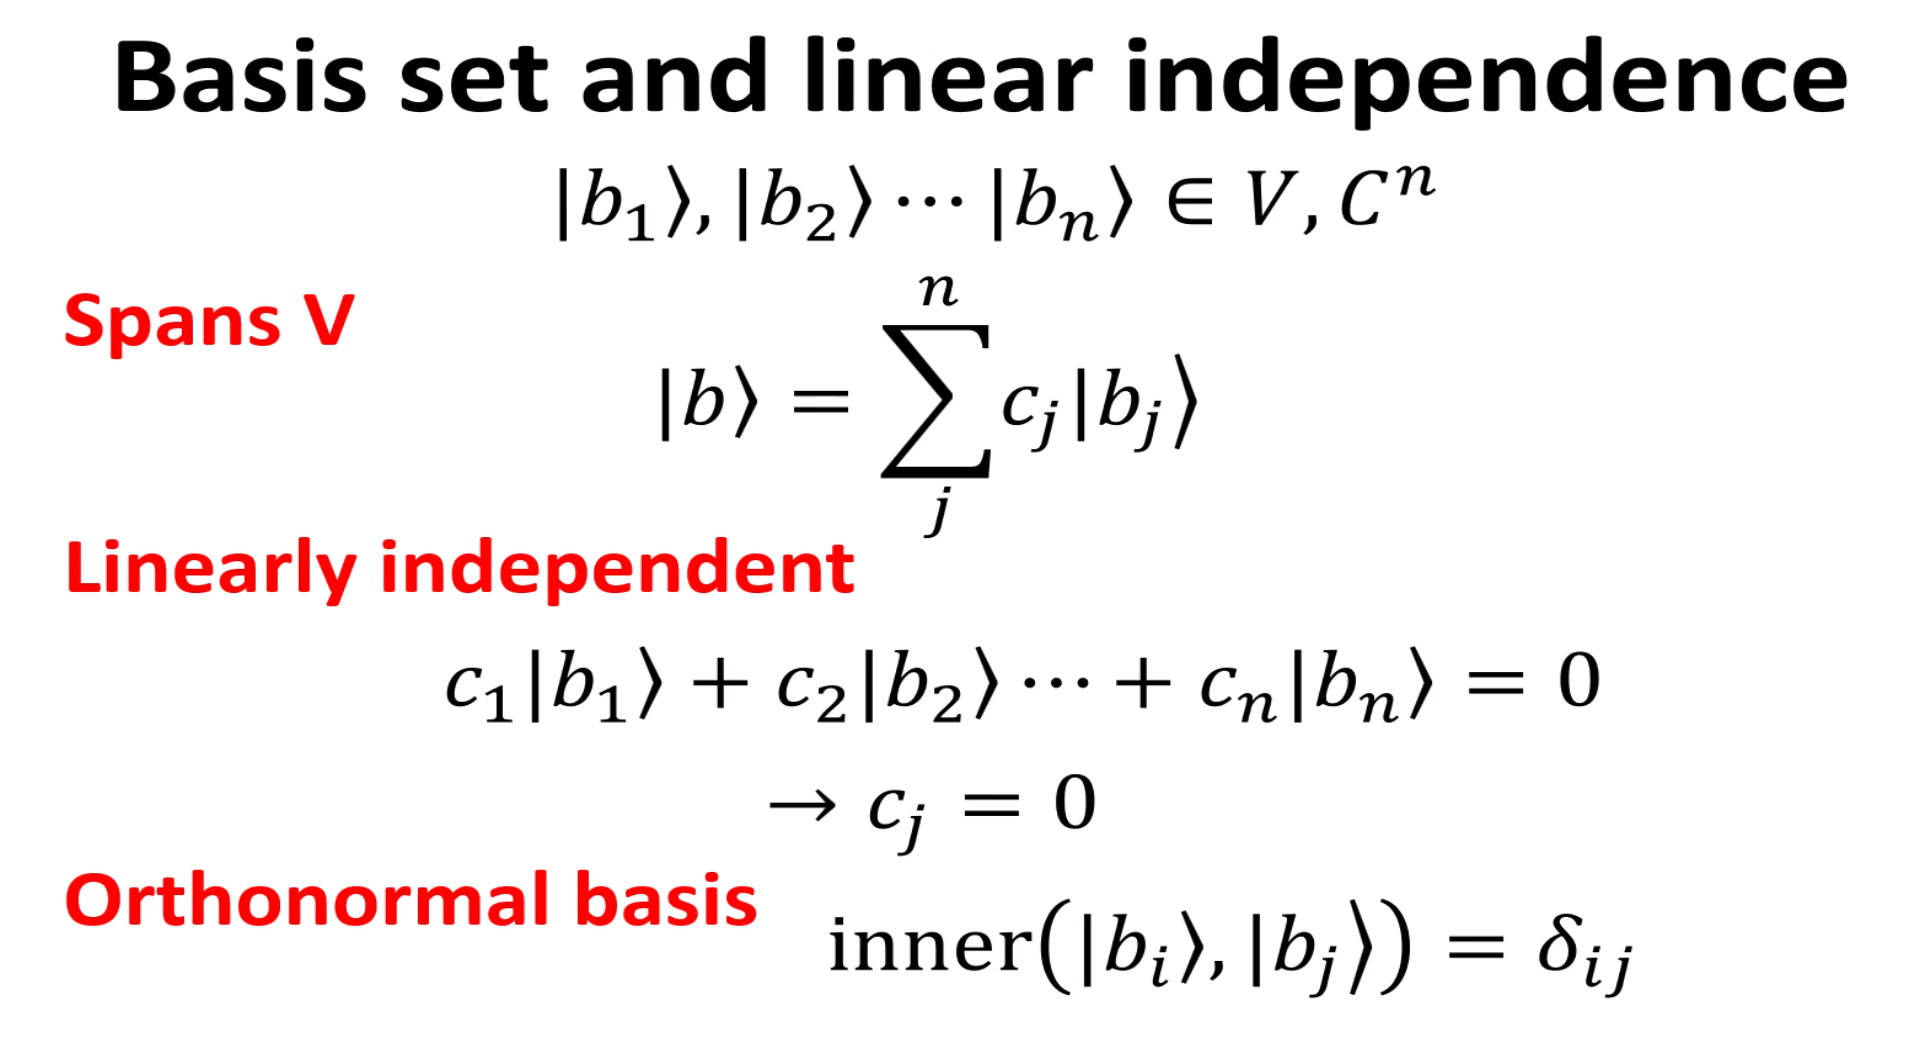 Basis set and linear independence
|b₁⟩, |b₂⟩ ⋯ |bₙ⟩ ∈ V, Cⁿ
Spans V
|b⟩ = ∑ⱼⁿ cⱼ|bⱼ⟩
Linearly independent
c₁|b₁⟩ + c₂|b₂⟩ ⋯ + cₙ|bₙ⟩ = 0
→ cⱼ = 0
Orthonormal basis
inner(|bᵢ⟩, |bⱼ⟩) = δᵢⱼ